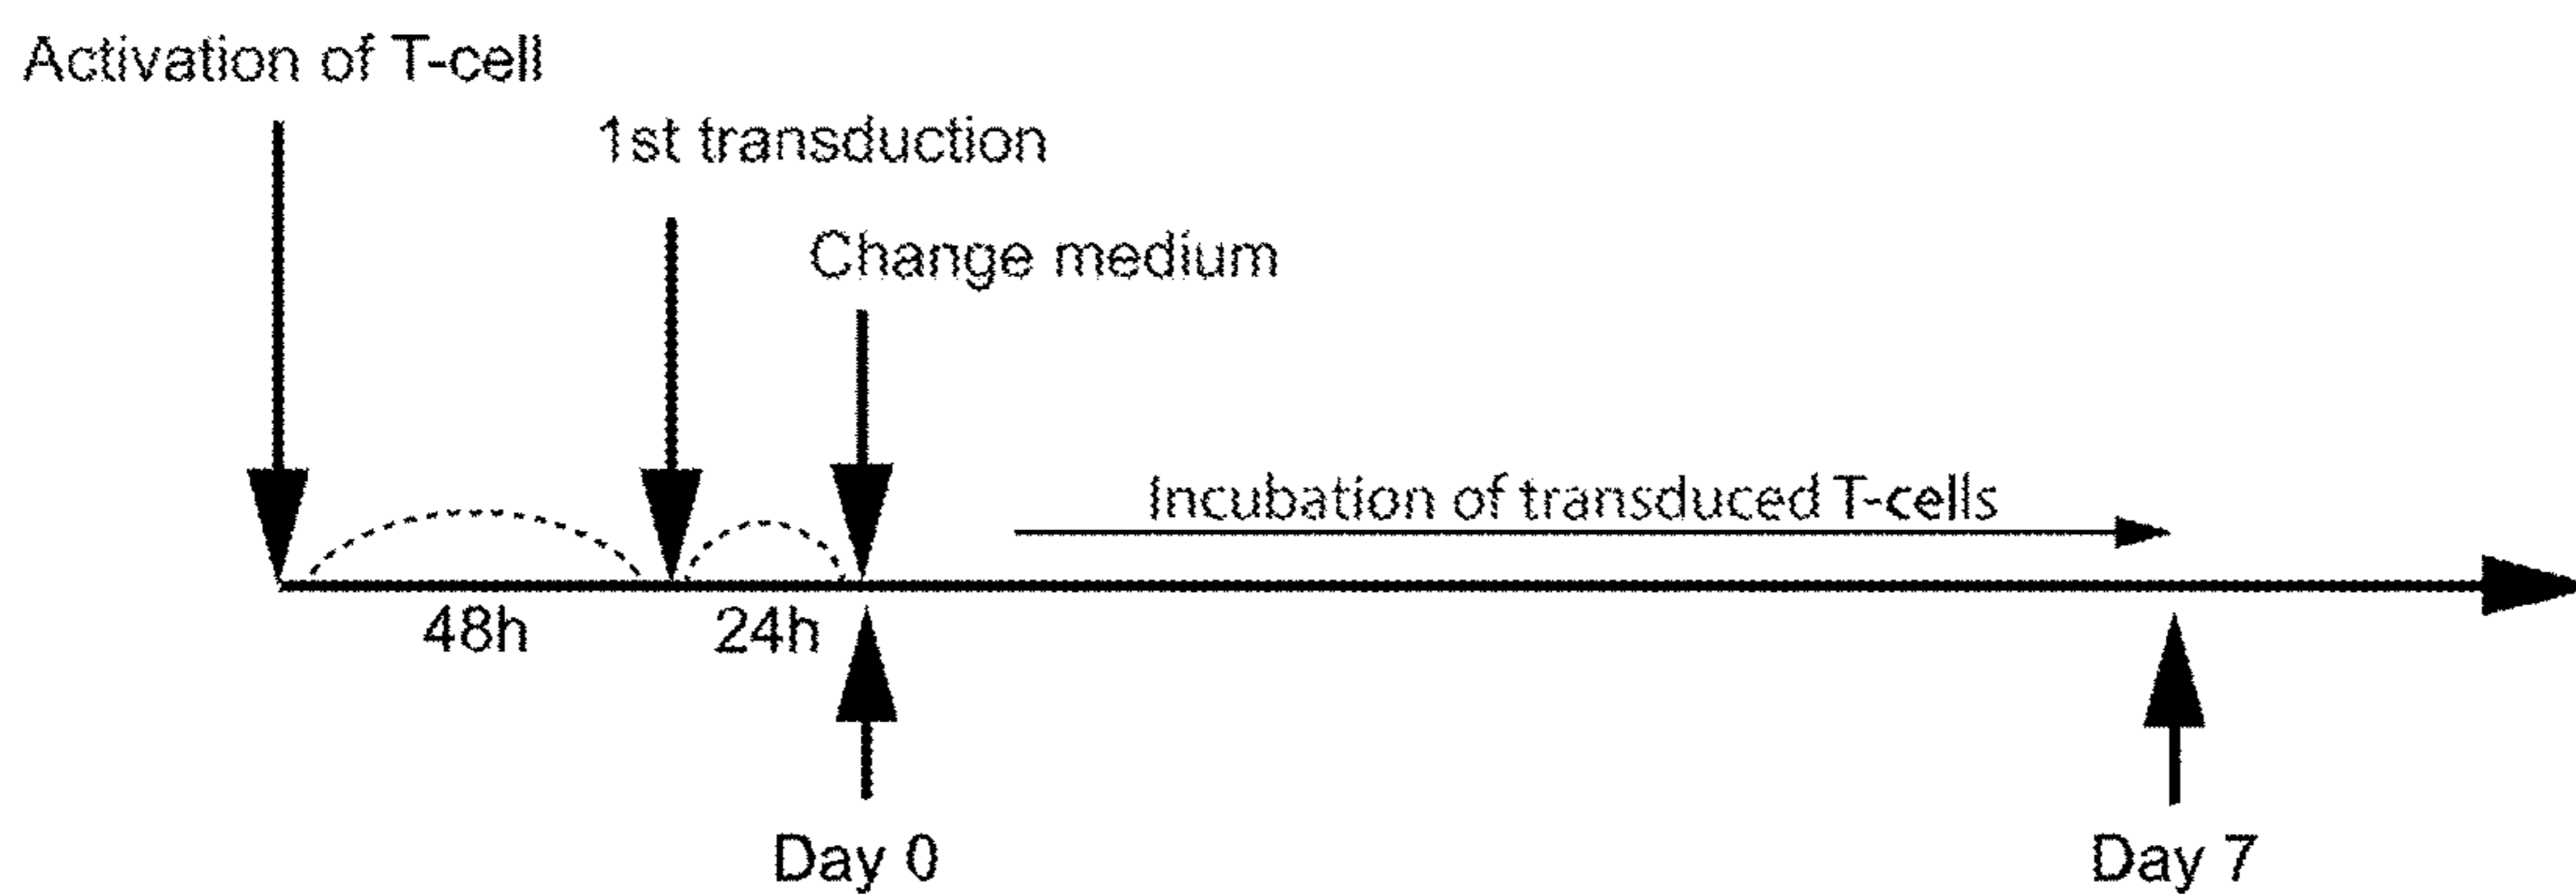 Activation of T-cell
1st transduction
Change medium
Incubation of transduced T-cells
48h
24h
Day 0
Day 7